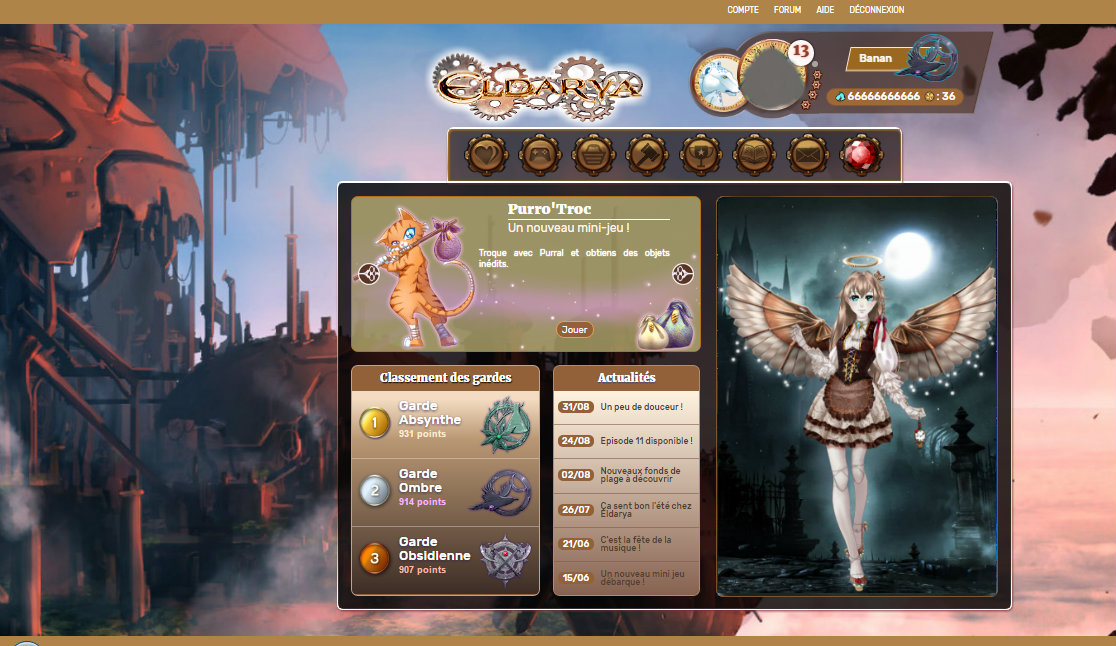 COMPTE FORUM AIDE DÉCONNEXION
ELDARYA
13
Banan
66666666666 : 36
Purro'Troc
Un nouveau mini-jeu !
Troque avec Purral et obtiens des objets
inédits.
Jouer
Classement des gardes
1
Garde
Absynthe
931 points
2
Garde
Ombre
914 points
3
Garde
Obsidienne
907 points
Actualités
31/08 Un peu de douceur !
24/08 Episode 11 disponible !
02/08 Nouveaux fonds de
plage à découvrir
26/07 Ça sent bon l'été chez
Eldarya
21/06 C'est la fête de la
musique !
15/06 Un nouveau mini jeu
débarque !